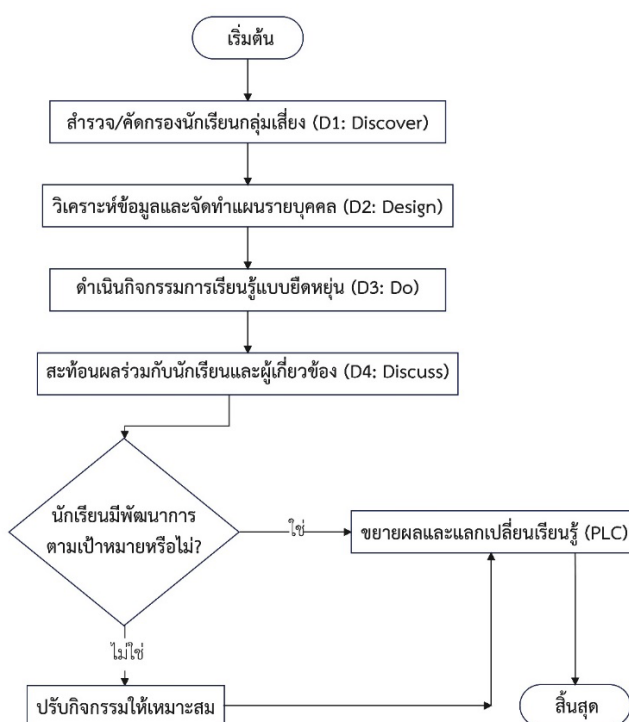 เริ่มต้น
สำรวจ/คัดกรองนักเรียนกลุ่มเสี่ยง (D1: Discover)
วิเคราะห์ข้อมูลและจัดทำแผนรายบุคคล (D2: Design)
ดำเนินกิจกรรมการเรียนรู้แบบยืดหยุ่น (D3: Do)
สะท้อนผลร่วมกับนักเรียนและผู้เกี่ยวข้อง (D4: Discuss)
นักเรียนมีพัฒนาการ
ตามเป้าหมายหรือไม่?
ใช่
ขยายผลและแลกเปลี่ยนเรียนรู้ (PLC)
ไม่ใช่
ปรับกิจกรรมให้เหมาะสม
สิ้นสุด